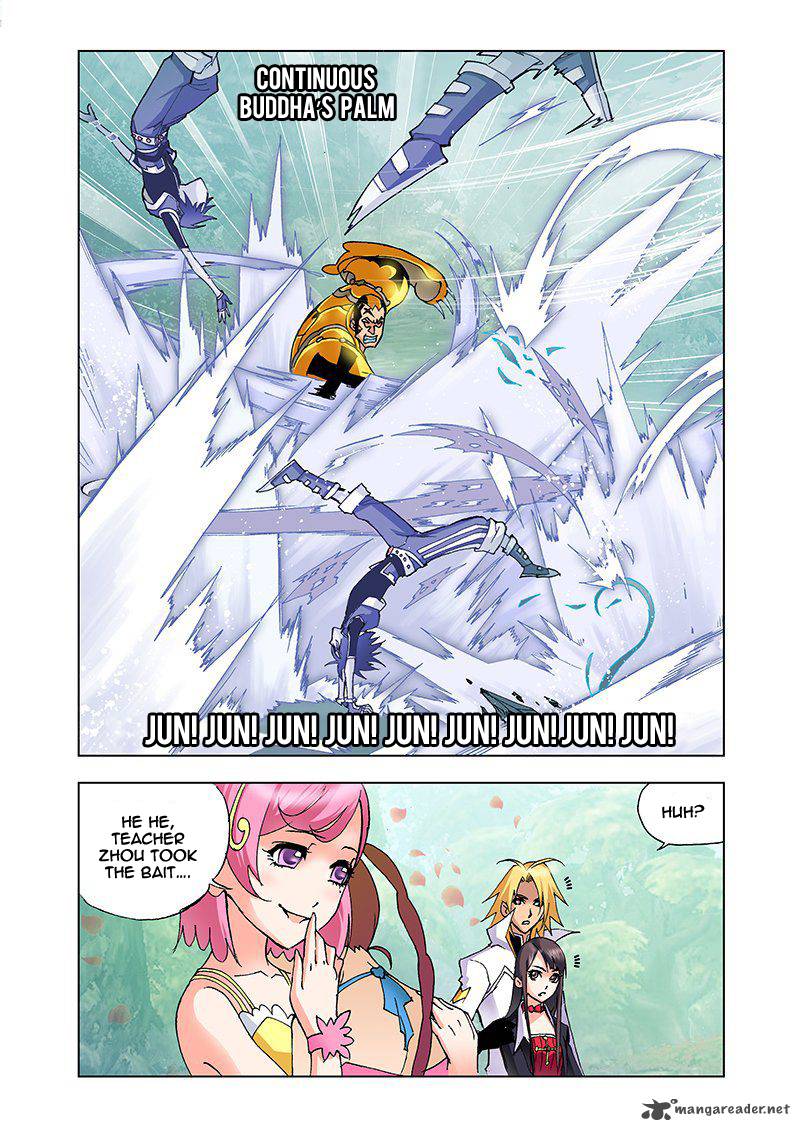 CONTINUOUS
BUDDHA'S PALM
JUN! JUN! JUN! JUN! JUN! JUN! JUN! JUN! JUN!
HE HE,
TEACHER
ZHOU TOOK
THE BAIT....
HUH?
mangareader.net